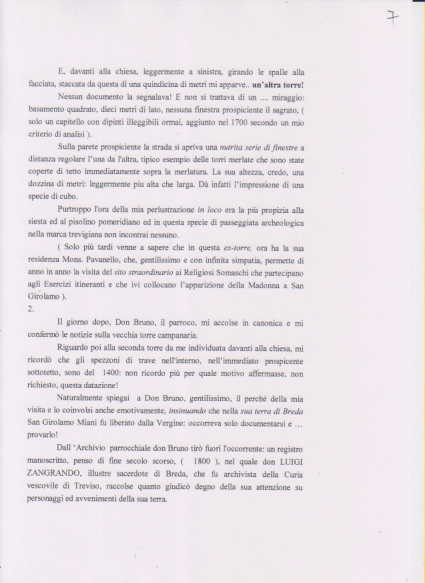 7
E, davanti alla chiesa, leggermente a sinistra, girando le spalle alla
facciata, staccata da questa di una quindicina di metri mi apparve.. un'altra torre!
Nessun documento la segnalava! E non si trattava di un .... miraggio:
basamento quadrato, dieci metri di lato, nessuna finestra prospiciente il sagrato, (
solo un capitello con dipinti illeggibili ormai, aggiunto nel 1700 secondo un mio
criterio di analisi ).
Sulla parete prospiciente la strada si apriva una nutrita serie di finestre a
distanza regolare l'una da l'altra, tipico esempio delle torri merlate che sono state
coperte di tetto immediatamente sopra la merlatura. La sua altezza, credo, una
dozzina di metri: leggermente piu alta che larga. Dà infatti l'impressione di una
specie di cubo.
Purtroppo l'ora della mia perlustrazione in loco era la più propizia alla
siesta ed al pisolino pomeridiano ed in questa specie di passeggiata archeologica
nella marca trevigiana non incontrai nessuno.
( Solo più tardi venne a sapere che in questa ex-torre. ora ha la sua
residenza Mons. Pavanello, che, gentilissimo e con infinita simpatia, permette di
anno in anno la visita del sito straordinario ai Religiosi Somaschi che partecipano
agli Esercizi itineranti e che ivi collocano l'apparizione della Madonna a San
Girolamo ).
2.
Il giorno dopo, Don Bruno, il parroco, mi accolse in canonica e mi
confermò le notizie sulla vecchia torre campanaria.
Riguardo poi alla seconda torre da me individuata davanti alla chiesa, mi
ricordò che gli spezzoni di trave nell'interno, nell'immediato prospicente
sottotetto, sono del 1400: non ricordo più per quale motivo affermasse, non
richiesto, questa datazione!
Naturalmente spiegai a Don Bruno, gentilissimo, il perché della mia
visita e lo coinvolsi anche emotivamente, insinuando che nella sua terra di Breda
San Girolamo Miani fu liberato dalla Vergine: occorreva solo documentarsi e ...
provarlo!
Dall 'Archivio parrocchiale don Bruno tirò fuori l'occorrente: un registro
manoscritto, penso di fine secolo scorso, ( 1800 ), nel quale don LUIGI
ZANGRANDO, illustre sacerdote di Breda, che fu archivista della Curia
vescovile di Treviso, raccolse quanto giudicò degno della sua attenzione su
personaggi ed avvenimenti della sua terra.